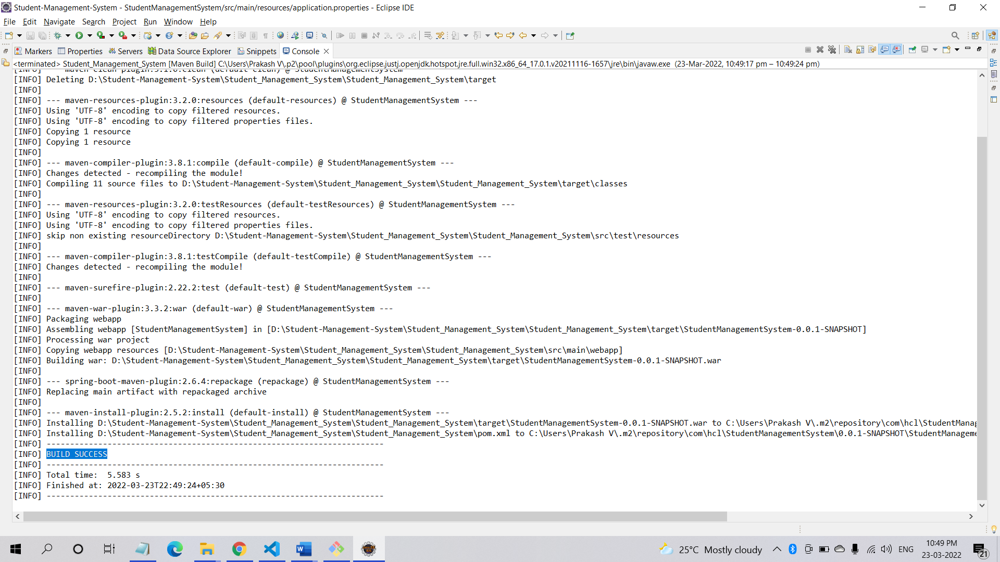 Student-Management-System - StudentManagementSystem/src/main/resources/application.properties - Eclipse IDE
File Edit Navigate Search Project Run Window Help
Markers Properties Servers Data Source Explorer Snippets Console
<terminated> Student_Management_System [Maven Build] C:\Users\Prakash V\.p2\pool\plugins\org.eclipse.justj.openjdk.hotspot.jre.full.win32.x86_64_17.0.1.v20211116-1657\jre\bin\javaw.exe (23-Mar-2022, 10:49:17 pm – 10:49:24 pm)
[INFO] --- maven-clean-plugin:3.1.0:clean (default-clean) @ StudentManagementSystem ---
[INFO] Deleting D:\Student-Management-System\Student_Management_System\Student_Management_System\target
[INFO]
[INFO] --- maven-resources-plugin:3.2.0:resources (default-resources) @ StudentManagementSystem ---
[INFO] Using 'UTF-8' encoding to copy filtered resources.
[INFO] Using 'UTF-8' encoding to copy filtered properties files.
[INFO] Copying 1 resource
[INFO] Copying 1 resource
[INFO]
[INFO] --- maven-compiler-plugin:3.8.1:compile (default-compile) @ StudentManagementSystem ---
[INFO] Changes detected - recompiling the module!
[INFO] Compiling 11 source files to D:\Student-Management-System\Student_Management_System\Student_Management_System\target\classes
[INFO]
[INFO] --- maven-resources-plugin:3.2.0:testResources (default-testResources) @ StudentManagementSystem ---
[INFO] Using 'UTF-8' encoding to copy filtered resources.
[INFO] Using 'UTF-8' encoding to copy filtered properties files.
[INFO] skip non existing resourceDirectory D:\Student-Management-System\Student_Management_System\Student_Management_System\src\test\resources
[INFO]
[INFO] --- maven-compiler-plugin:3.8.1:testCompile (default-testCompile) @ StudentManagementSystem ---
[INFO] Changes detected - recompiling the module!
[INFO]
[INFO] --- maven-surefire-plugin:2.22.2:test (default-test) @ StudentManagementSystem ---
[INFO]
[INFO] --- maven-war-plugin:3.3.2:war (default-war) @ StudentManagementSystem ---
[INFO] Packaging webapp
[INFO] Assembling webapp [StudentManagementSystem] in [D:\Student-Management-System\Student_Management_System\Student_Management_System\target\StudentManagementSystem-0.0.1-SNAPSHOT]
[INFO] Processing war project
[INFO] Copying webapp resources [D:\Student-Management-System\Student_Management_System\Student_Management_System\src\main\webapp]
[INFO] Building war: D:\Student-Management-System\Student_Management_System\Student_Management_System\target\StudentManagementSystem-0.0.1-SNAPSHOT.war
[INFO]
[INFO] --- spring-boot-maven-plugin:2.6.4:repackage (repackage) @ StudentManagementSystem ---
[INFO] Replacing main artifact with repackaged archive
[INFO]
[INFO] --- maven-install-plugin:2.5.2:install (default-install) @ StudentManagementSystem ---
[INFO] Installing D:\Student-Management-System\Student_Management_System\Student_Management_System\target\StudentManagementSystem-0.0.1-SNAPSHOT.war to C:\Users\Prakash V\.m2\repository\com\hcl\StudentManag
[INFO] Installing D:\Student-Management-System\Student_Management_System\Student_Management_System\pom.xml to C:\Users\Prakash V\.m2\repository\com\hcl\StudentManagementSystem\0.0.1-SNAPSHOT\StudentManageme
[INFO] ------------------------------------------------------------------------
[INFO] BUILD SUCCESS
[INFO] ------------------------------------------------------------------------
[INFO] Total time: 5.583 s
[INFO] Finished at: 2022-03-23T22:49:24+05:30
[INFO] ------------------------------------------------------------------------
25°C Mostly cloudy
ENG
10:49 PM
23-03-2022
21